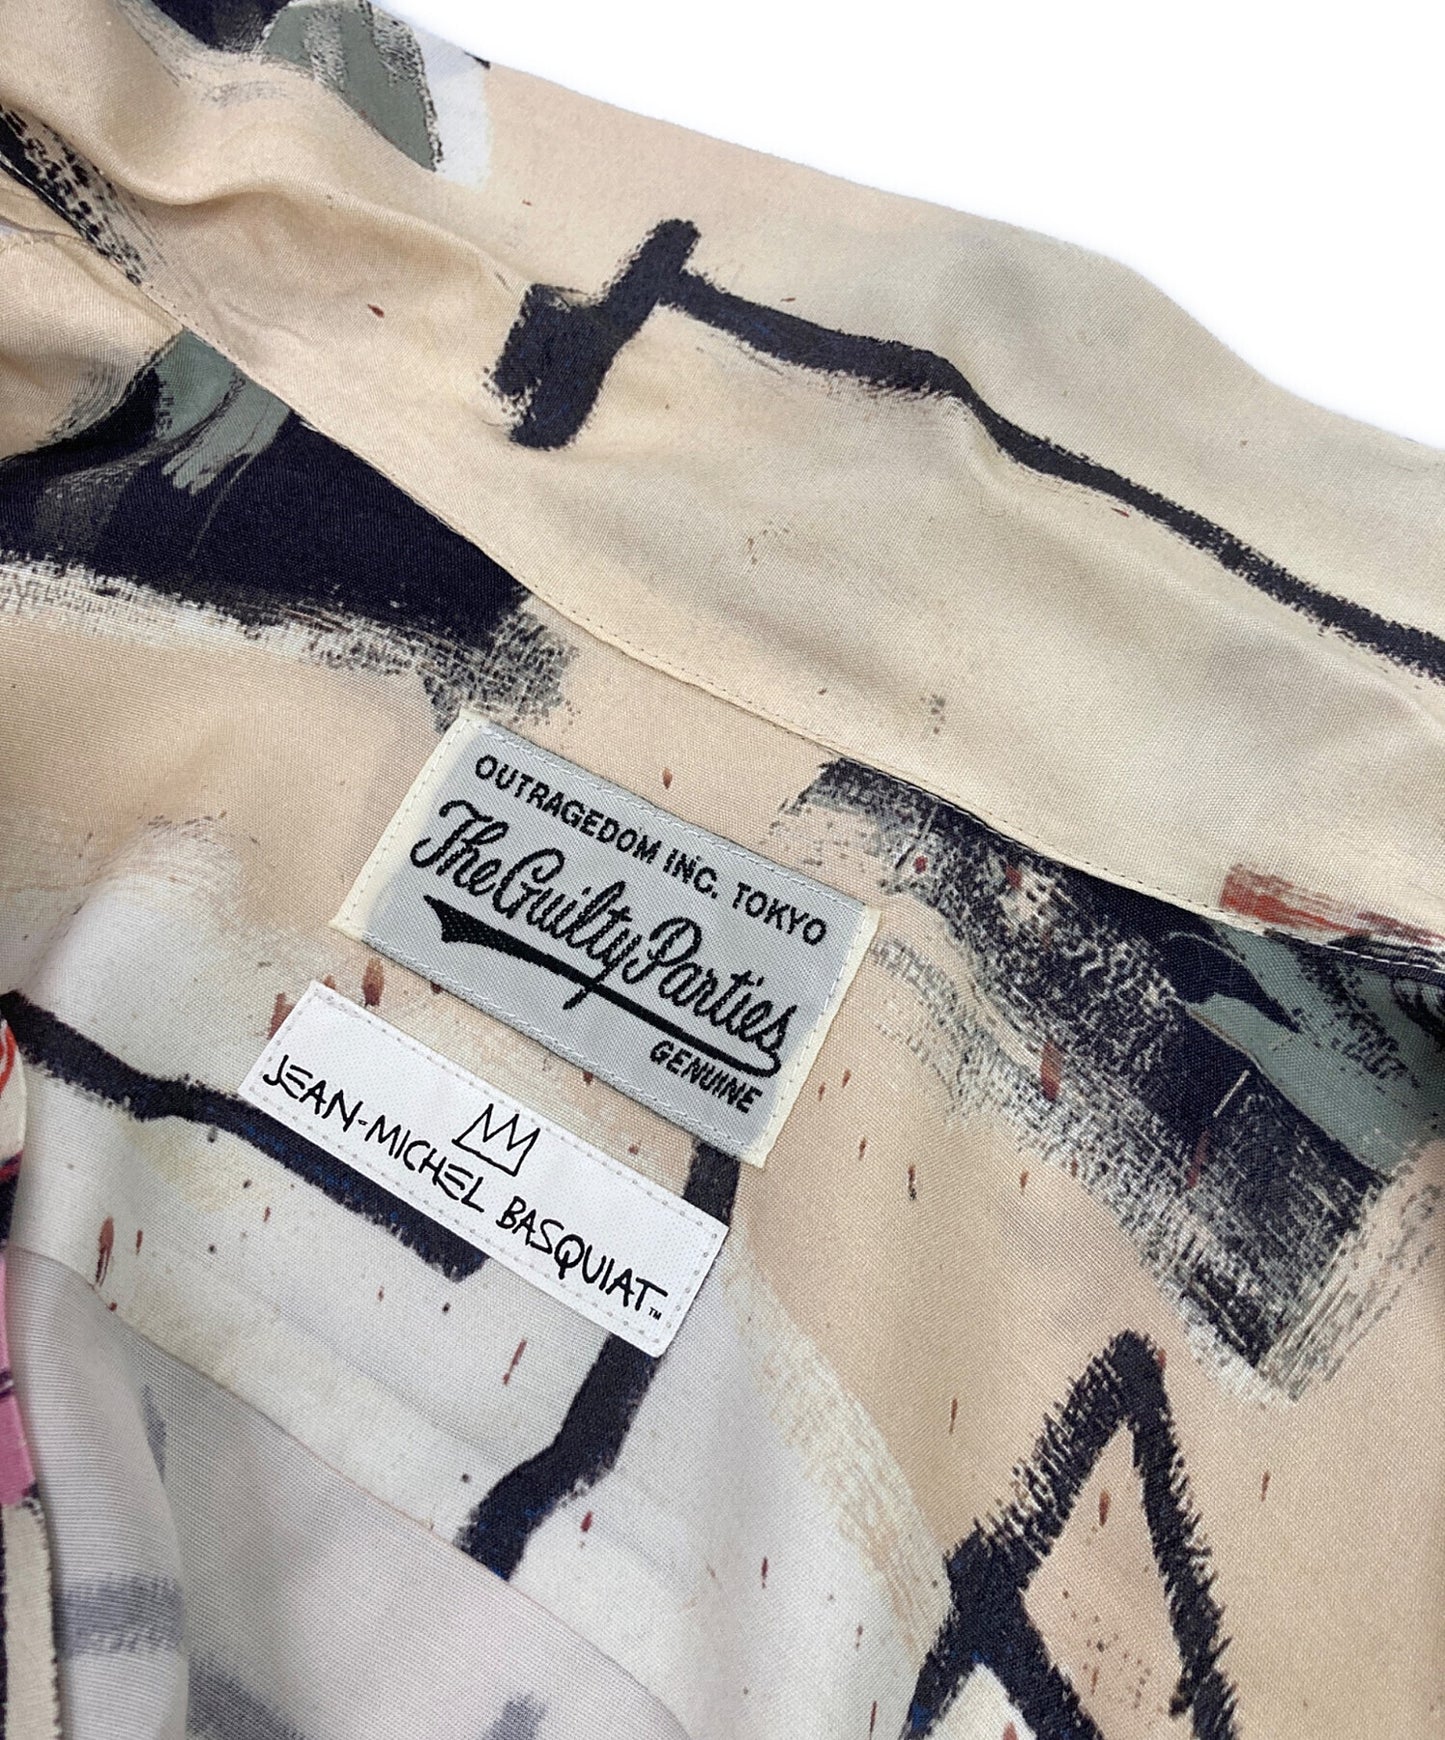 OUTRAGEDOM INC. TOKYO
The Guilty Parties
GENUINE
JEAN-MICHEL BASQUIAT™